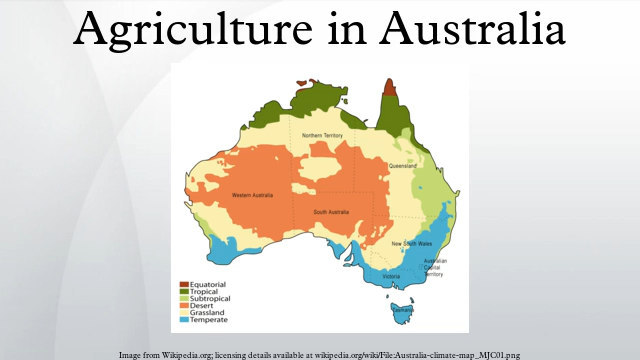 Agriculture in Australia
Northern Territory
Queensland
Western Australia
South Australia
New South Wales
Australian
Capital
Territory
Victoria
Tasmania
Equatorial
Tropical
Subtropical
Desert
Grassland
Temperate
Image from Wikipedia.org; licensing details available at wikipedia.org/wiki/File:Australia-climate-map_MJC01.png